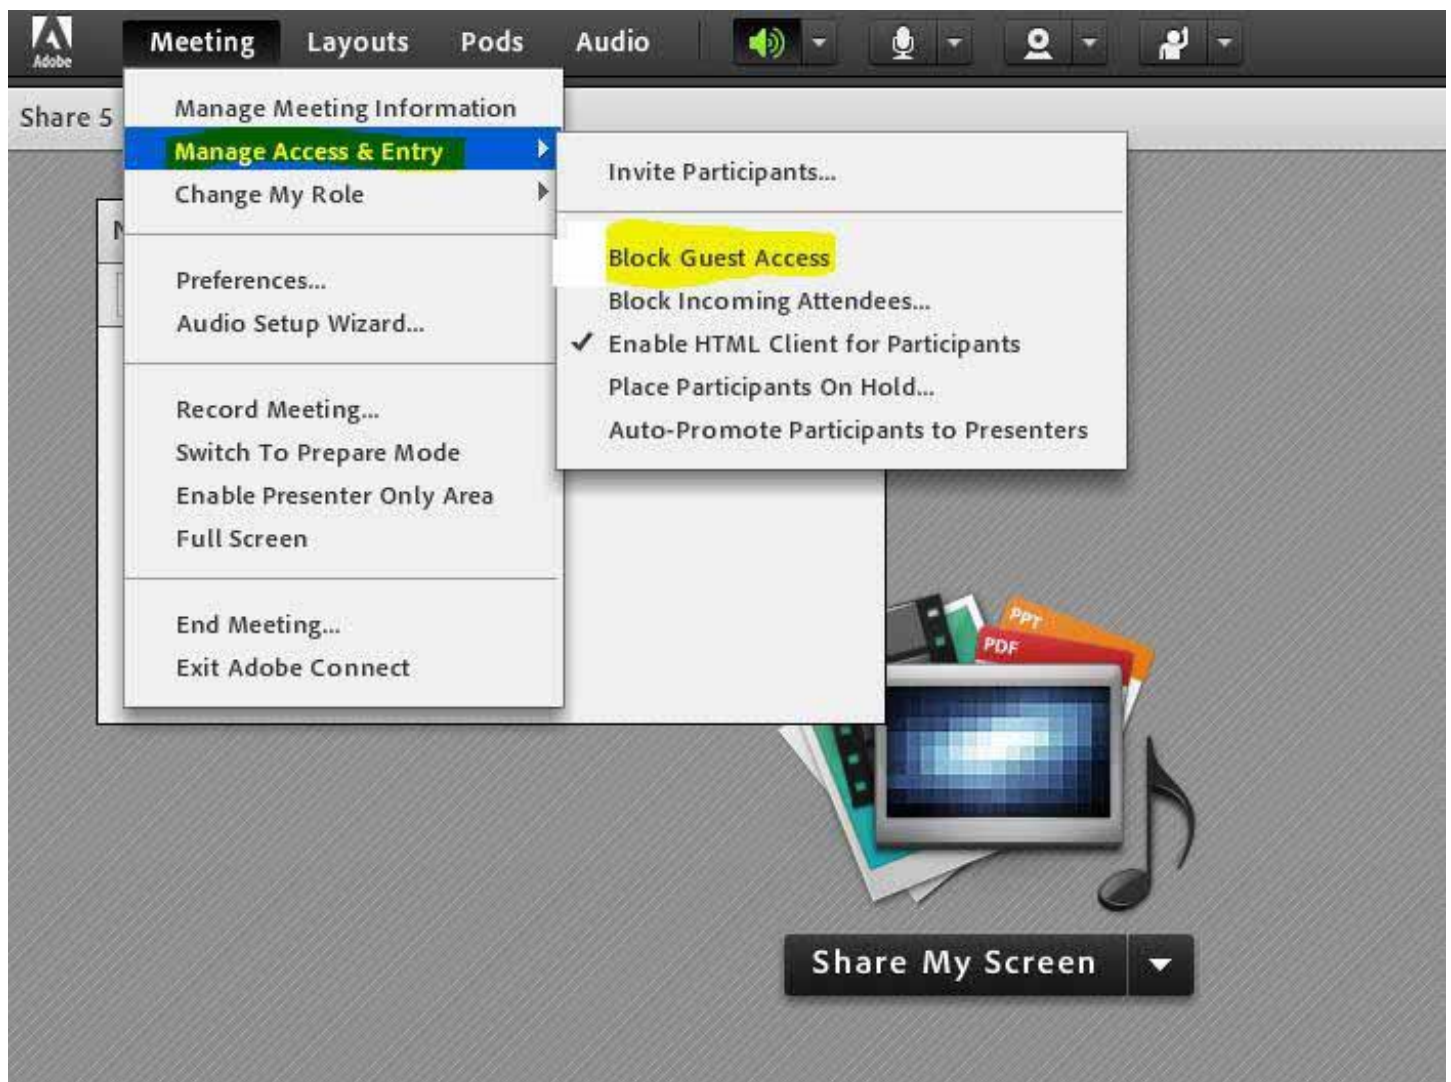 Adobe
Meeting Layouts Pods Audio
Share 5
Manage Meeting Information
Manage Access & Entry
Change My Role
Preferences...
Audio Setup Wizard...
Record Meeting...
Switch To Prepare Mode
Enable Presenter Only Area
Full Screen
End Meeting...
Exit Adobe Connect
Invite Participants...
Block Guest Access
Block Incoming Attendees...
Enable HTML Client for Participants
Place Participants On Hold...
Auto-Promote Participants to Presenters
PPT
PDF
Share My Screen